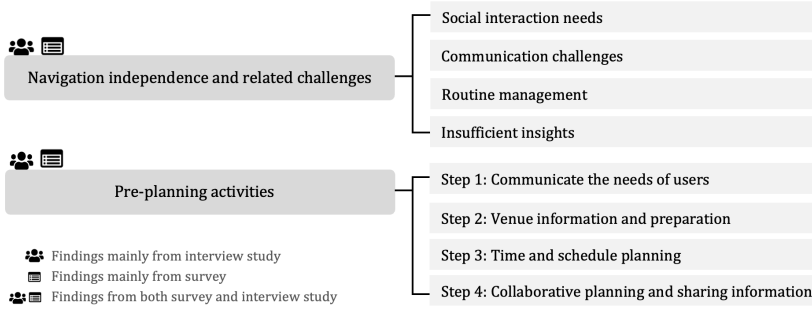 Navigation independence and related challenges
Social interaction needs
Communication challenges
Routine management
Insufficient insights
Pre-planning activities
Step 1: Communicate the needs of users
Step 2: Venue information and preparation
Step 3: Time and schedule planning
Step 4: Collaborative planning and sharing information
Findings mainly from interview study
Findings mainly from survey
Findings from both survey and interview study